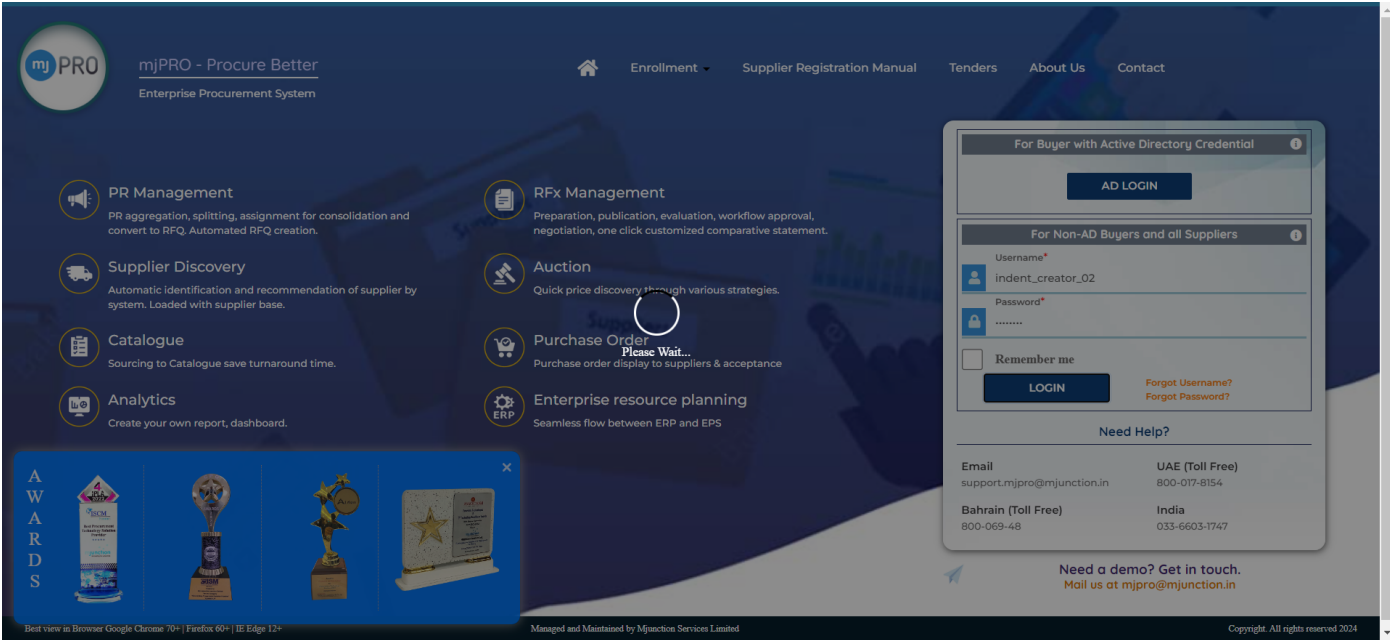 mj PRO
mjPRO - Procure Better
Enterprise Procurement System
Enrollment
Supplier Registration Manual
Tenders
About Us
Contact
PR Management
PR aggregation, splitting, assignment for consolidation and
convert to RFQ. Automated RFQ creation.
Supplier Discovery
Automatic identification and recommendation of supplier by
system. Loaded with supplier base.
Catalogue
Sourcing to Catalogue save turnaround time.
Analytics
Create your own report, dashboard.
RFx Management
Preparation, publication, evaluation, workflow approval,
negotiation, one click customized comparative statement.
Auction
Quick price discovery through various strategies.
Please Wait...
Purchase Order
Purchase order display to suppliers & acceptance
ERP
Enterprise resource planning
Seamless flow between ERP and EPS
For Buyer with Active Directory Credential
AD LOGIN
For Non-AD Buyers and all Suppliers
Username*
indent_creator_02
Password*
........
Remember me
LOGIN
Forgot Username?
Forgot Password?
Need Help?
Email
support.mjpro@mjunction.in
UAE (Toll Free)
800-017-8154
Bahrain (Toll Free)
800-069-48
India
033-6603-1747
Need a demo? Get in touch.
Mail us at mjpro@mjunction.in
AWARDS
×
Best view in Browser Google Chrome 70+ | Firefox 60+ | IE Edge 12+
Managed and Maintained by Mjunction Services Limited
Copyright. All rights reserved 2024